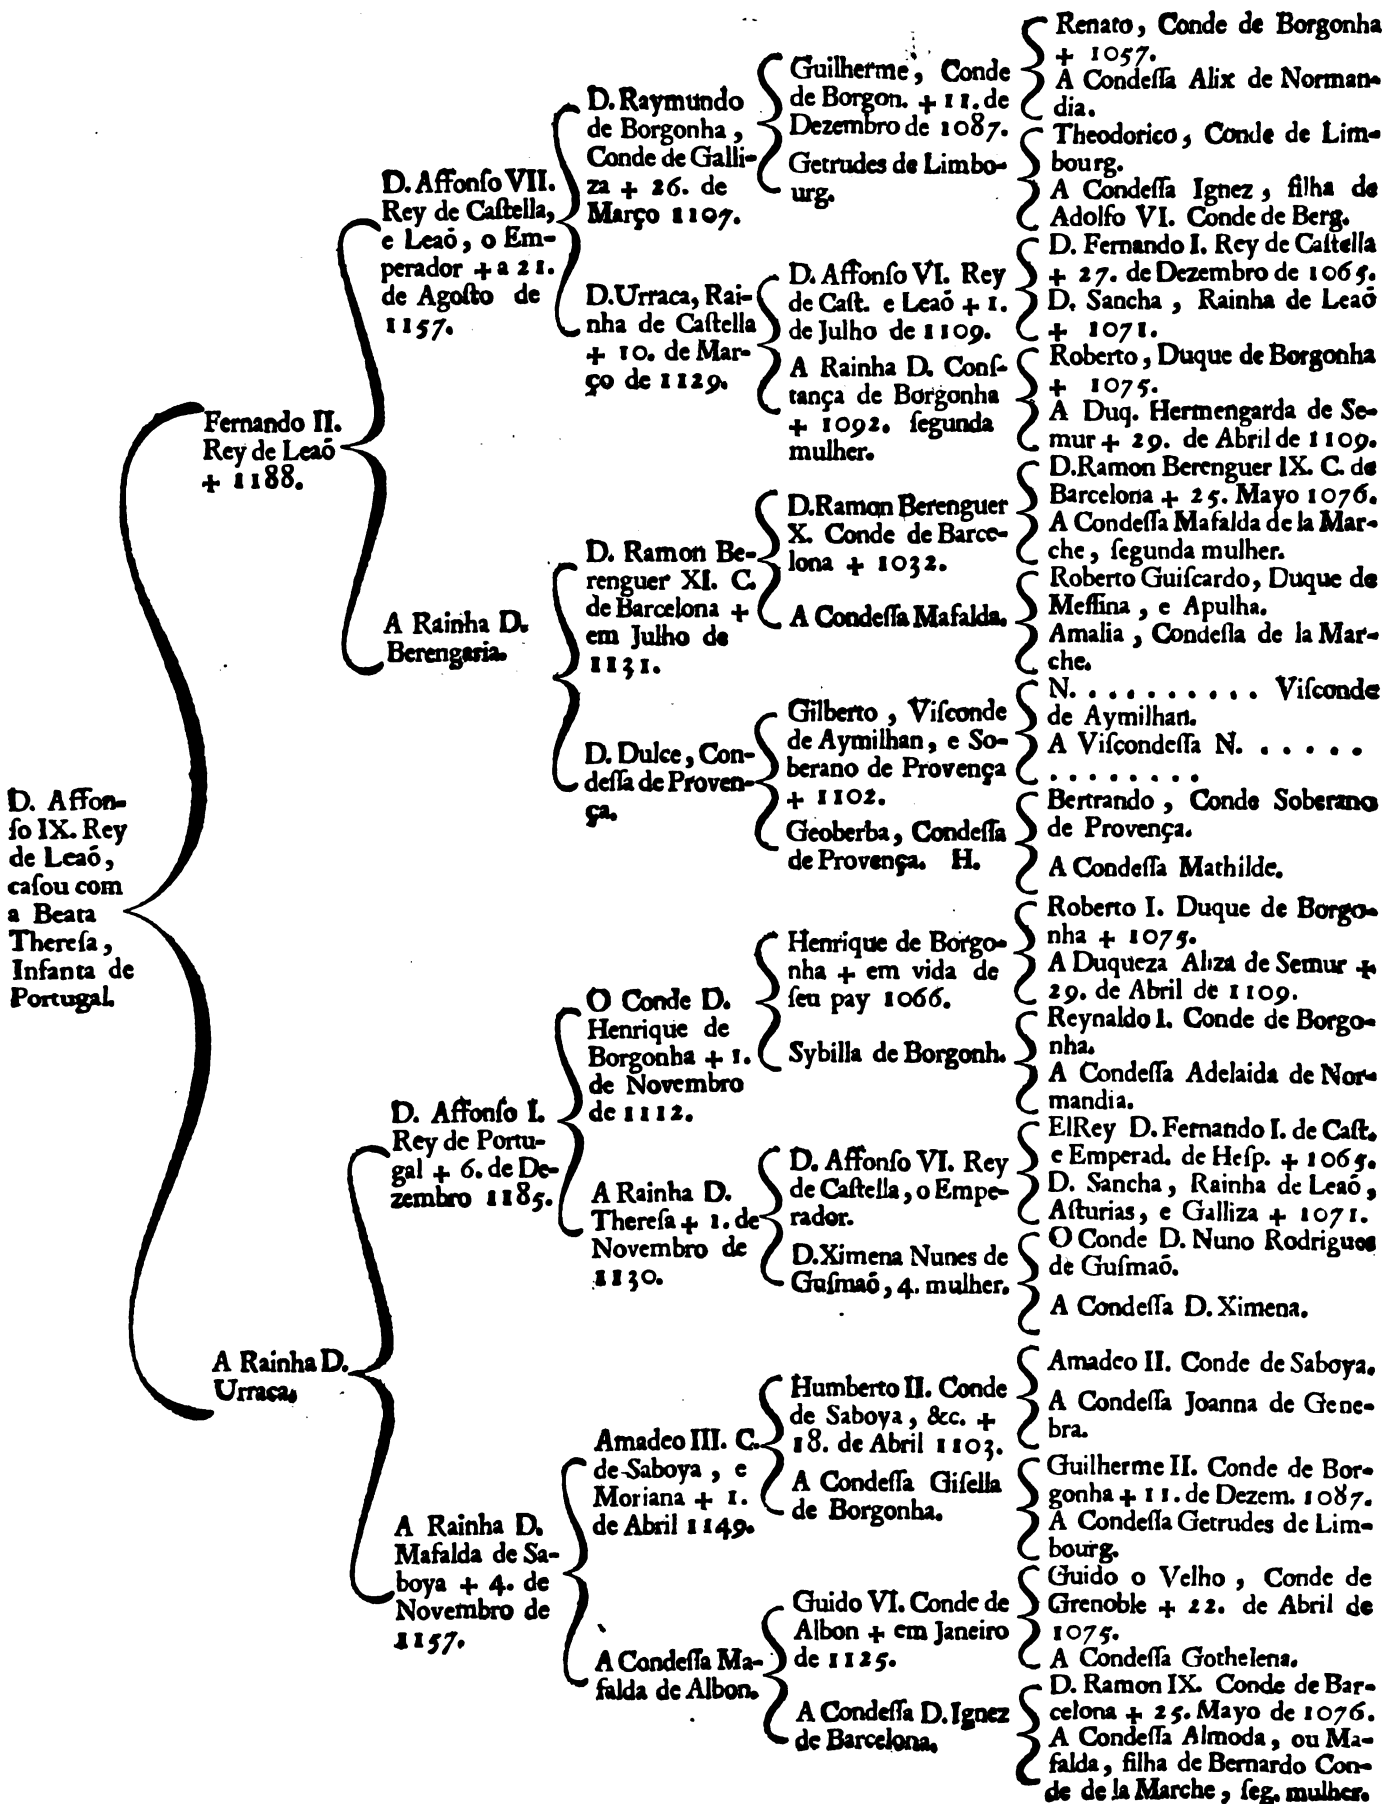 D. Affon-
ſo IX. Rey
de Leaõ,
caſou com
a Beata
Thereſa,
Infanta de
Portugal.
Fernando II.
Rey de Leaõ
+ 1188.
A Rainha D.
Urraca.
D. Affonſo VII.
Rey de Caſtella,
e Leaõ, o Em-
perador + a 21.
de Agoſto de
1157.
A Rainha D.
Berengaria.
D. Affonſo I.
Rey de Portu-
gal + 6. de De-
zembro 1185.
A Rainha D.
Mafalda de Sa-
boya + 4. de
Novembro de
1157.
D. Raymundo
de Borgonha,
Conde de Galli-
za + 26. de
Março 1107.
D. Urraca, Rai-
nha de Caſtella
+ 10. de Mar-
ço de 1129.
D. Ramon Be-
renguer XI. C.
de Barcelona +
em Julho de
1131.
D. Dulce, Con-
deſſa de Proven-
ça.
O Conde D.
Henrique de
Borgonha + 1.
de Novembro
de 1112.
A Rainha D.
Thereſa + 1. de
Novembro de
1130.
Amadeo III. C.
de Saboya, e
Moriana + 1.
de Abril 1149.
A Condeſſa Ma-
falda de Albon.
Guilherme, Conde
de Borgon. + 11. de
Dezembro de 1087.
Getrudes de Limbo-
urg.
D. Affonſo VI. Rey
de Caſt. e Leaõ + 1.
de Julho de 1109.
A Rainha D. Conſ-
tança de Borgonha
+ 1092. ſegunda
mulher.
D. Ramon Berenguer
X. Conde de Barce-
lona + 1032.
A Condeſſa Mafalda.
Gilberto, Viſconde
de Aymilhan, e So-
berano de Provença
+ 1102.
Geoberba, Condeſſa
de Provença. H.
Henrique de Borgo-
nha + em vida de
ſeu pay 1066.
Sybilla de Borgonh.
D. Affonſo VI. Rey
de Caſtella, o Empe-
rador.
D. Ximena Nunes de
Guſmaõ, 4. mulher.
Humberto II. Conde
de Saboya, &c. +
18. de Abril 1103.
A Condeſſa Giſella
de Borgonha.
Guido VI. Conde de
Albon + em Janeiro
de 1125.
A Condeſſa D. Ignez
de Barcelona.
Renato, Conde de Borgonha
+ 1057.
A Condeſſa Alix de Norman-
dia.
Theodorico, Conde de Lim-
bourg.
A Condeſſa Ignez, filha de
Adolfo VI. Conde de Berg.
D. Fernando I. Rey de Caſtella
+ 27. de Dezembro de 1065.
D. Sancha, Rainha de Leaõ
+ 1071.
Roberto, Duque de Borgonha
+ 1075.
A Duq. Hermengarda de Se-
mur + 29. de Abril de 1109.
D. Ramon Berenguer IX. C. de
Barcelona + 25. Mayo 1076.
A Condeſſa Mafalda de la Mar-
che, ſegunda mulher.
Roberto Guiſcardo, Duque de
Meſſina, e Apulha.
Amalia, Condeſſa de la Mar-
che.
N. . . . . . . . . . Viſconde
de Aymilhan.
A Viſcondeſſa N. . . . . .
. . . . . . . .
Bertrando, Conde Soberano
de Provença.
A Condeſſa Mathilde.
Roberto I. Duque de Borgo-
nha + 1075.
A Duqueza Aliza de Semur +
29. de Abril de 1109.
Reynaldo I. Conde de Borgo-
nha.
A Condeſſa Adelaida de Nor-
mandia.
ElRey D. Fernando I. de Caſt.
e Emperad. de Heſp. + 1065.
D. Sancha, Rainha de Leaõ,
Aſturias, e Galliza + 1071.
O Conde D. Nuno Rodrigues
de Guſmaõ.
A Condeſſa D. Ximena.
Amadeo II. Conde de Saboya.
A Condeſſa Joanna de Gene-
bra.
Guilherme II. Conde de Bor-
gonha + 11. de Dezem. 1087.
A Condeſſa Getrudes de Lim-
bourg.
Guido o Velho, Conde de
Grenoble + 22. de Abril de
1075.
A Condeſſa Gothelena.
D. Ramon IX. Conde de Bar-
celona + 25. Mayo de 1076.
A Condeſſa Almoda, ou Ma-
falda, filha de Bernardo Con-
de de la Marche, ſeg. mulher.